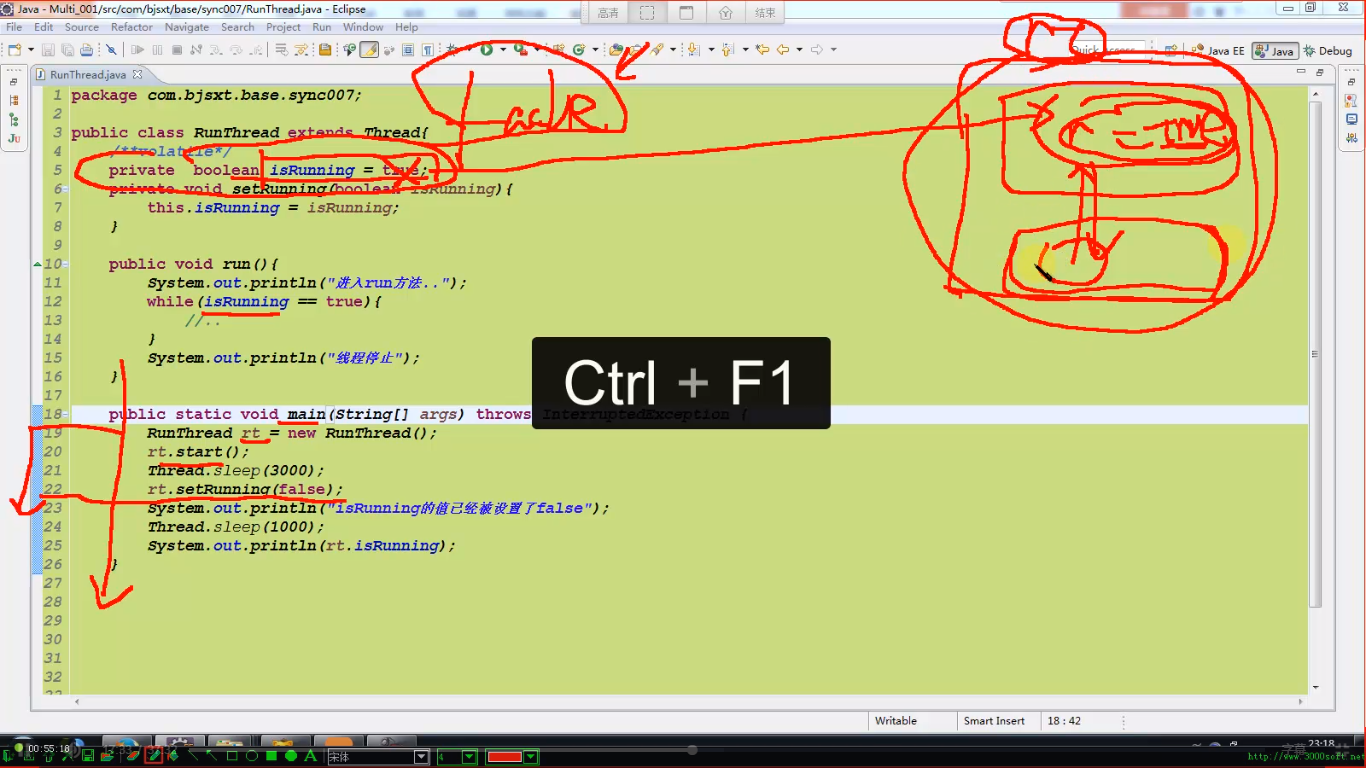 Java - Multi_001/src/com/bjsxt/base/sync007/RunThread.java - Eclipse
高清
结束
File Edit Source Refactor Navigate Search Project Run Window Help
Quick Access
Java EE
Java
Debug
RunThread.java
1 package com.bjsxt.base.sync007;
2
3 public class RunThread extends Thread{
4 /**volatile*/
5 private boolean isRunning = true;
6 private void setRunning(boolean isRunning){
7 this.isRunning = isRunning;
8 }
9
10 public void run(){
11 System.out.println("进入run方法..");
12 while(isRunning == true){
13 //..
14 }
15 System.out.println("线程停止");
16 }
17
18 public static void main(String[] args) throws InterruptedException {
19 RunThread rt = new RunThread();
20 rt.start();
21 Thread.sleep(3000);
22 rt.setRunning(false);
23 System.out.println("isRunning的值已经被设置了false");
24 Thread.sleep(1000);
25 System.out.println(rt.isRunning);
26 }
27
28
29
30
31
32
Ctrl + F1
Writable
Smart Insert
18 : 42
00:55:18
23:18
宋体
4
字幕
http://www.3000soft.net